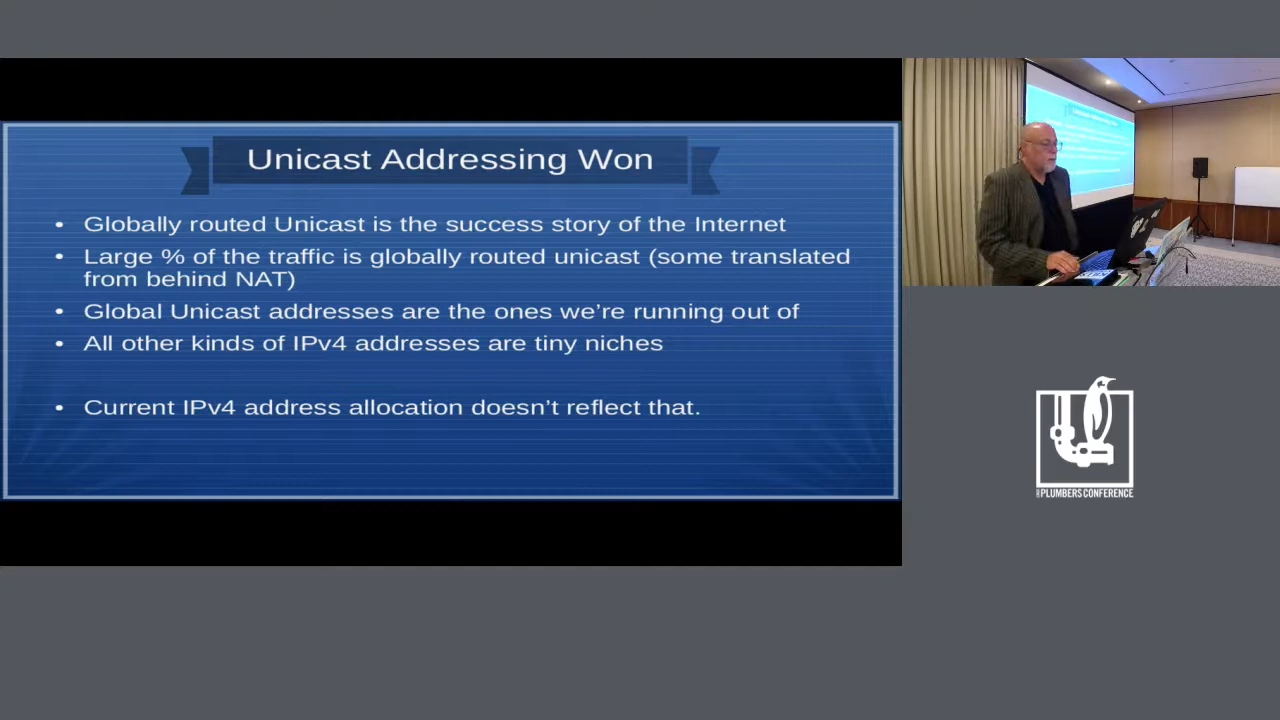 Unicast Addressing Won
• Globally routed Unicast is the success story of the Internet
• Large % of the traffic is globally routed unicast (some translated
from behind NAT)
• Global Unicast addresses are the ones we’re running out of
• All other kinds of IPv4 addresses are tiny niches
• Current IPv4 address allocation doesn’t reflect that.
PLUMBERS CONFERENCE